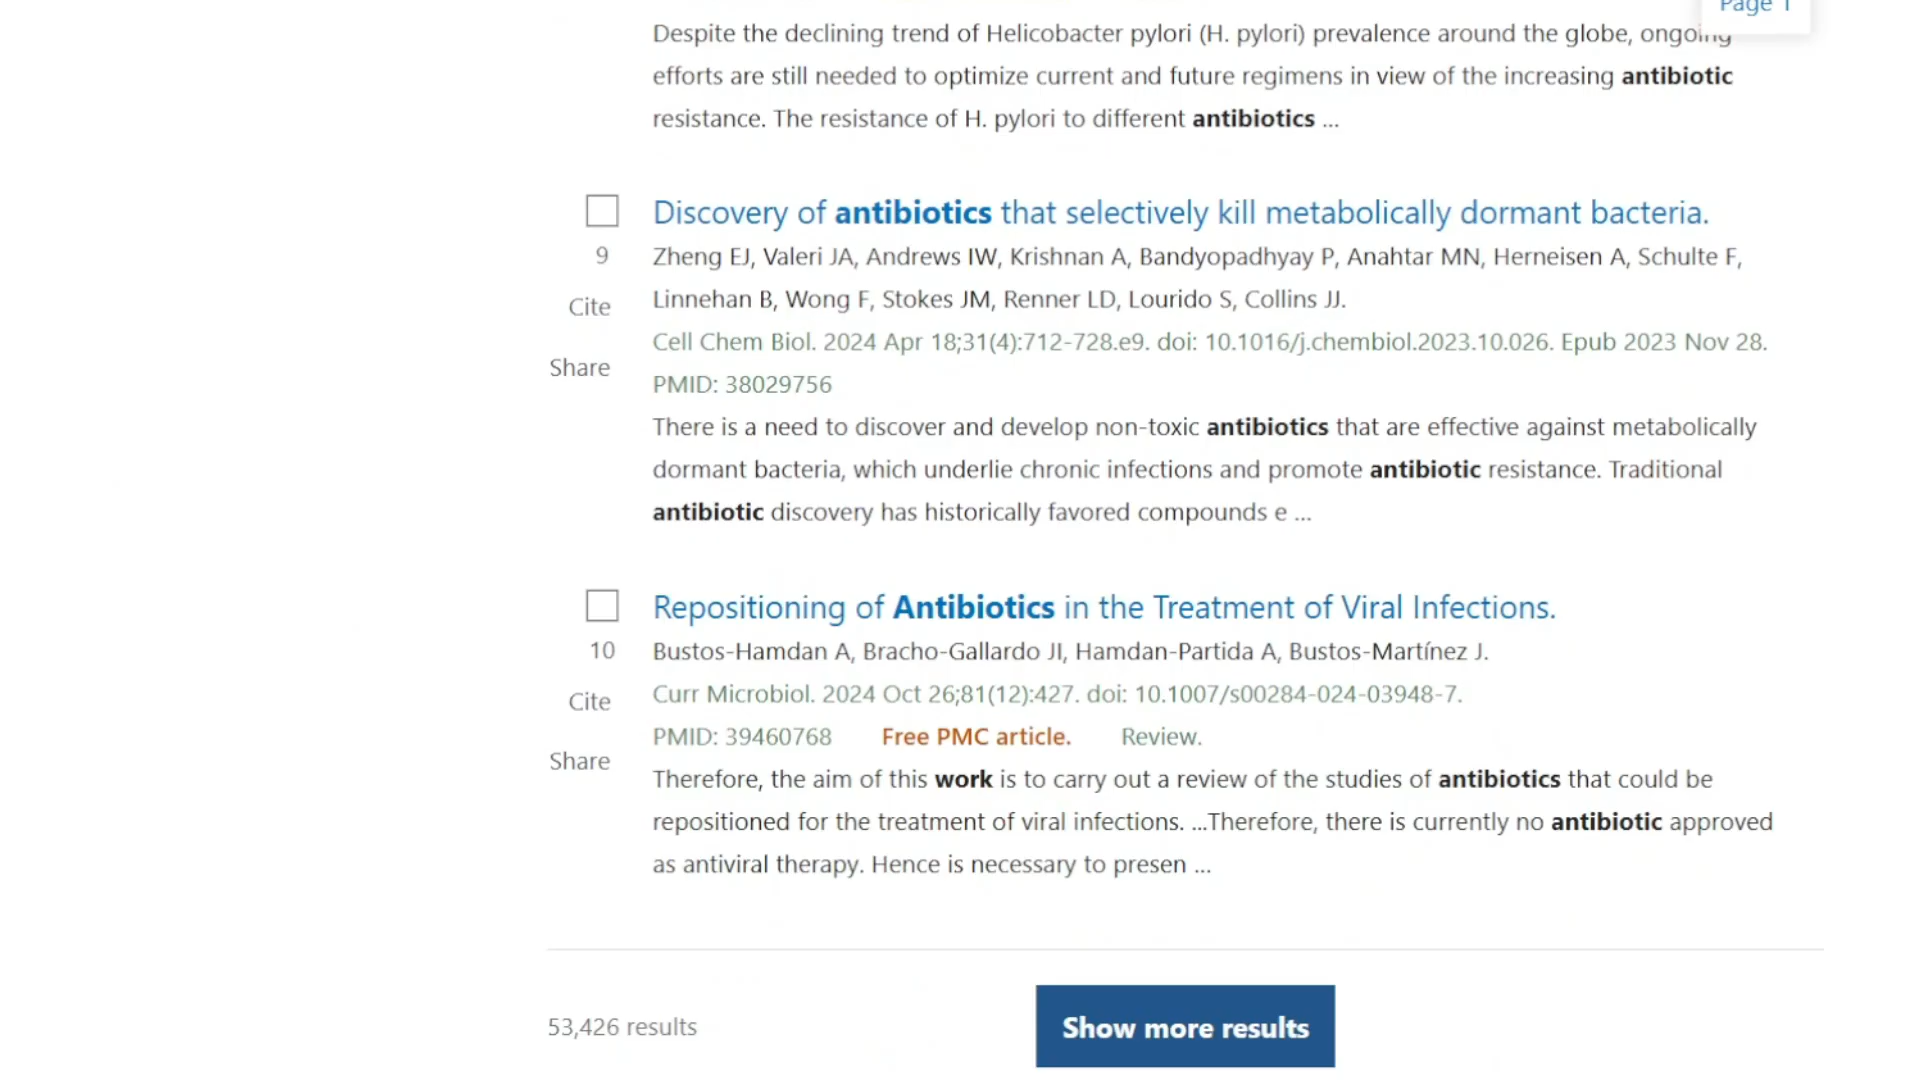 Page 1
Despite the declining trend of Helicobacter pylori (H. pylori) prevalence around the globe, ongoing
efforts are still needed to optimize current and future regimens in view of the increasing antibiotic
resistance. The resistance of H. pylori to different antibiotics ...
Discovery of antibiotics that selectively kill metabolically dormant bacteria.
9
Zheng EJ, Valeri JA, Andrews IW, Krishnan A, Bandyopadhyay P, Anahtar MN, Herneisen A, Schulte F,
Cite
Linnehan B, Wong F, Stokes JM, Renner LD, Lourido S, Collins JJ.
Cell Chem Biol. 2024 Apr 18;31(4):712-728.e9. doi: 10.1016/j.chembiol.2023.10.026. Epub 2023 Nov 28.
Share
PMID: 38029756
There is a need to discover and develop non-toxic antibiotics that are effective against metabolically
dormant bacteria, which underlie chronic infections and promote antibiotic resistance. Traditional
antibiotic discovery has historically favored compounds e ...
Repositioning of Antibiotics in the Treatment of Viral Infections.
10
Bustos-Hamdan A, Bracho-Gallardo JI, Hamdan-Partida A, Bustos-Martínez J.
Cite
Curr Microbiol. 2024 Oct 26;81(12):427. doi: 10.1007/s00284-024-03948-7.
PMID: 39460768 Free PMC article. Review.
Share
Therefore, the aim of this work is to carry out a review of the studies of antibiotics that could be
repositioned for the treatment of viral infections. ...Therefore, there is currently no antibiotic approved
as antiviral therapy. Hence is necessary to presen ...
53,426 results
Show more results